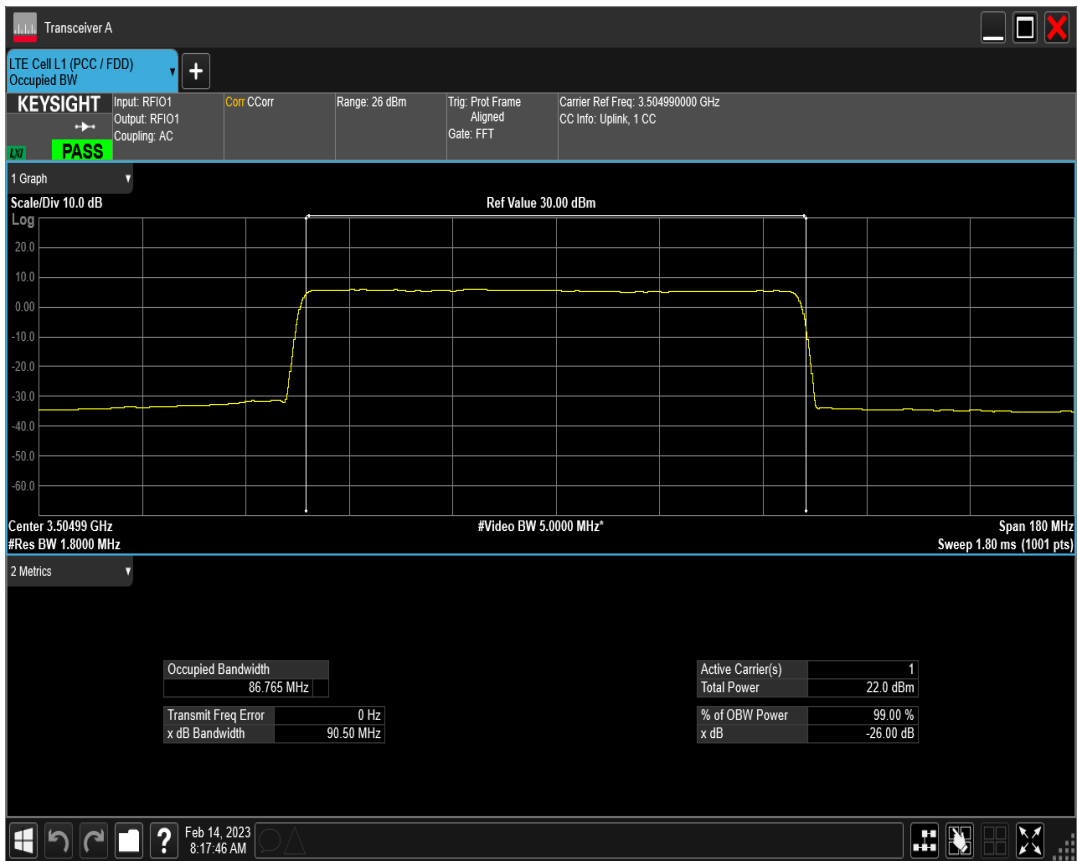 Transceiver A
LTE Cell L1 (PCC / FDD)
Occupied BW
KEYSIGHT
LXI
PASS
Input: RFIO1
Output: RFIO1
Coupling: AC
Corr CCorr
Range: 26 dBm
Trig: Prot Frame
Aligned
Gate: FFT
Carrier Ref Freq: 3.504990000 GHz
CC Info: Uplink, 1 CC
1 Graph
Scale/Div 10.0 dB
Ref Value 30.00 dBm
Log
20.0
10.0
0.00
-10.0
-20.0
-30.0
-40.0
-50.0
-60.0
Center 3.50499 GHz
#Video BW 5.0000 MHz*
Span 180 MHz
#Res BW 1.8000 MHz
Sweep 1.80 ms (1001 pts)
2 Metrics
Occupied Bandwidth
86.765 MHz
Transmit Freq Error 0 Hz
x dB Bandwidth 90.50 MHz
Active Carrier(s) 1
Total Power 22.0 dBm
% of OBW Power 99.00 %
x dB -26.00 dB
Feb 14, 2023
8:17:46 AM